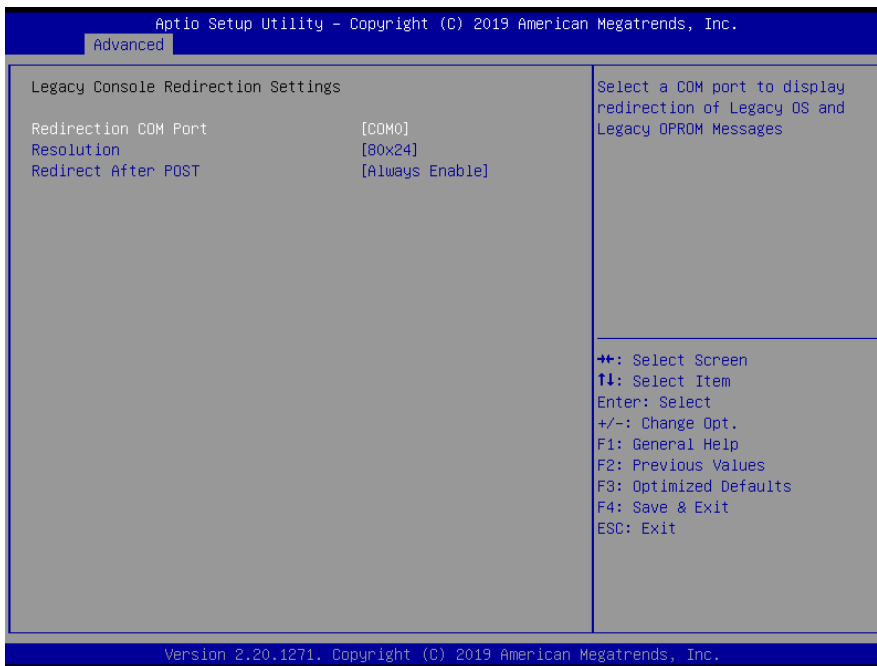 Aptio Setup Utility – Copyright (C) 2019 American Megatrends, Inc.
Advanced
Legacy Console Redirection Settings
Redirection COM Port [COM0]
Resolution [80x24]
Redirect After POST [Always Enable]
Select a COM port to display
redirection of Legacy OS and
Legacy OPROM Messages
→←: Select Screen
↑↓: Select Item
Enter: Select
+/-: Change Opt.
F1: General Help
F2: Previous Values
F3: Optimized Defaults
F4: Save & Exit
ESC: Exit
Version 2.20.1271. Copyright (C) 2019 American Megatrends, Inc.